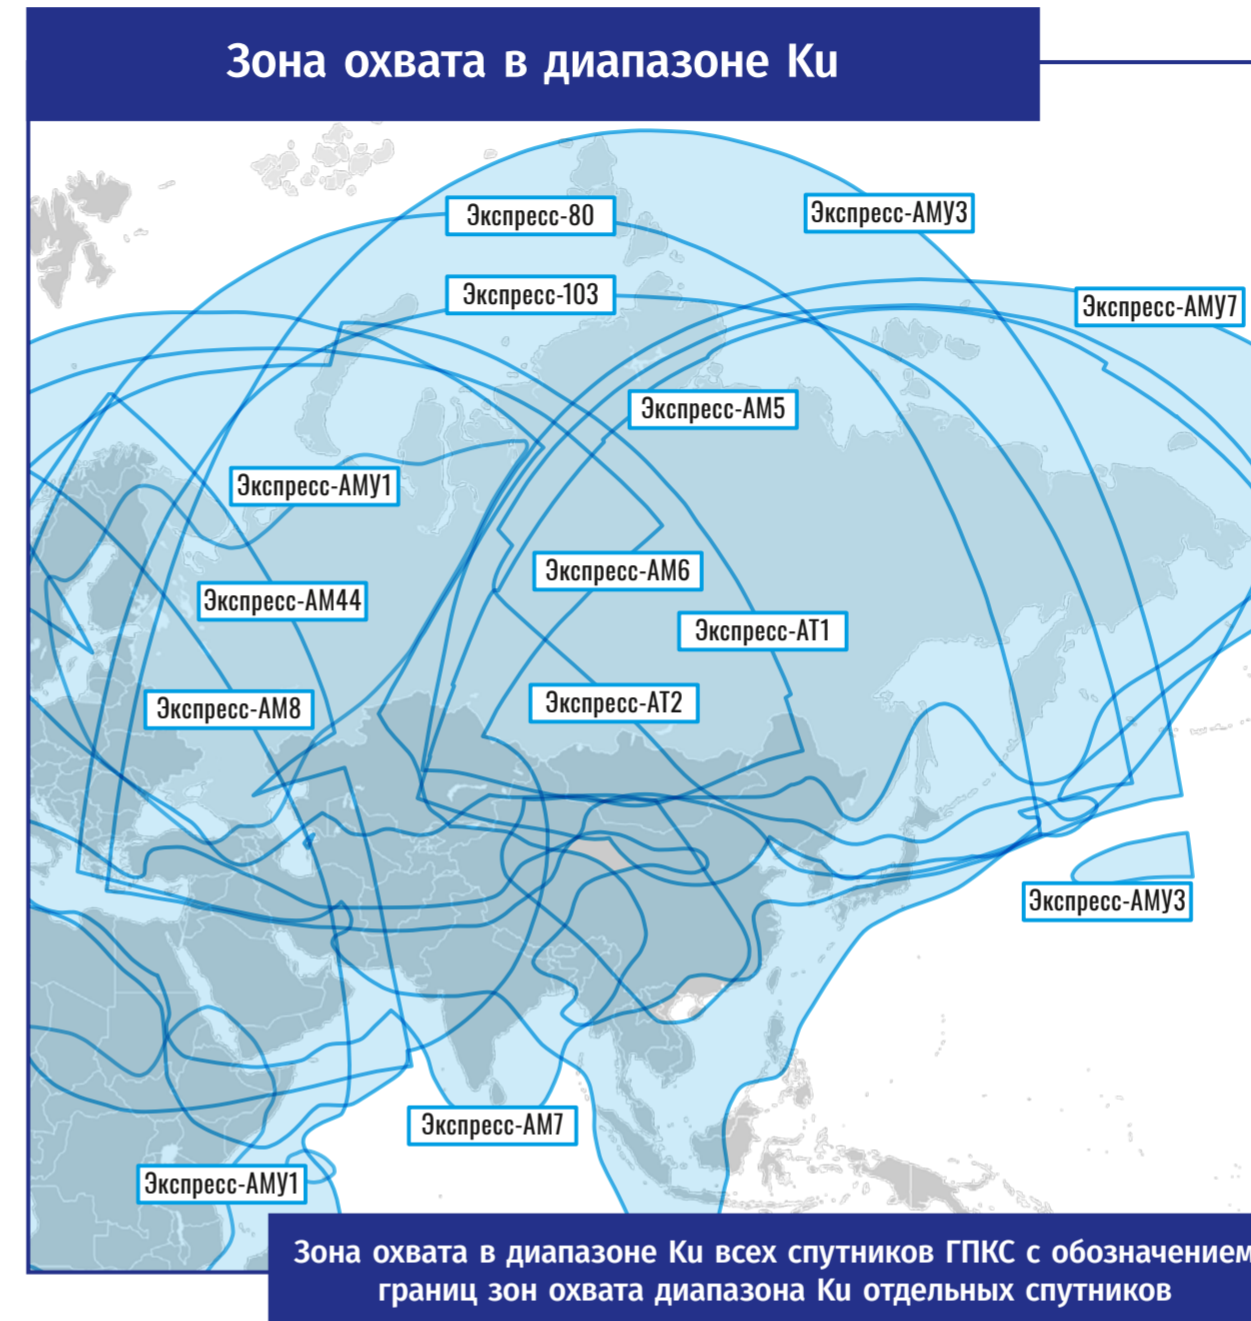 Зона охвата в диапазоне Ku
Экспресс-80
Экспресс-АМУ3
Экспресс-103
Экспресс-АМУ7
Экспресс-АМ5
Экспресс-АМУ1
Экспресс-АМ6
Экспресс-АМ44
Экспресс-АТ1
Экспресс-АТ2
Экспресс-АМ8
Экспресс-АМУ3
Экспресс-АМ7
Экспресс-АМУ1
Зона охвата в диапазоне Ku всех спутников ГПКС с обозначением
границ зон охвата диапазона Ku отдельных спутников